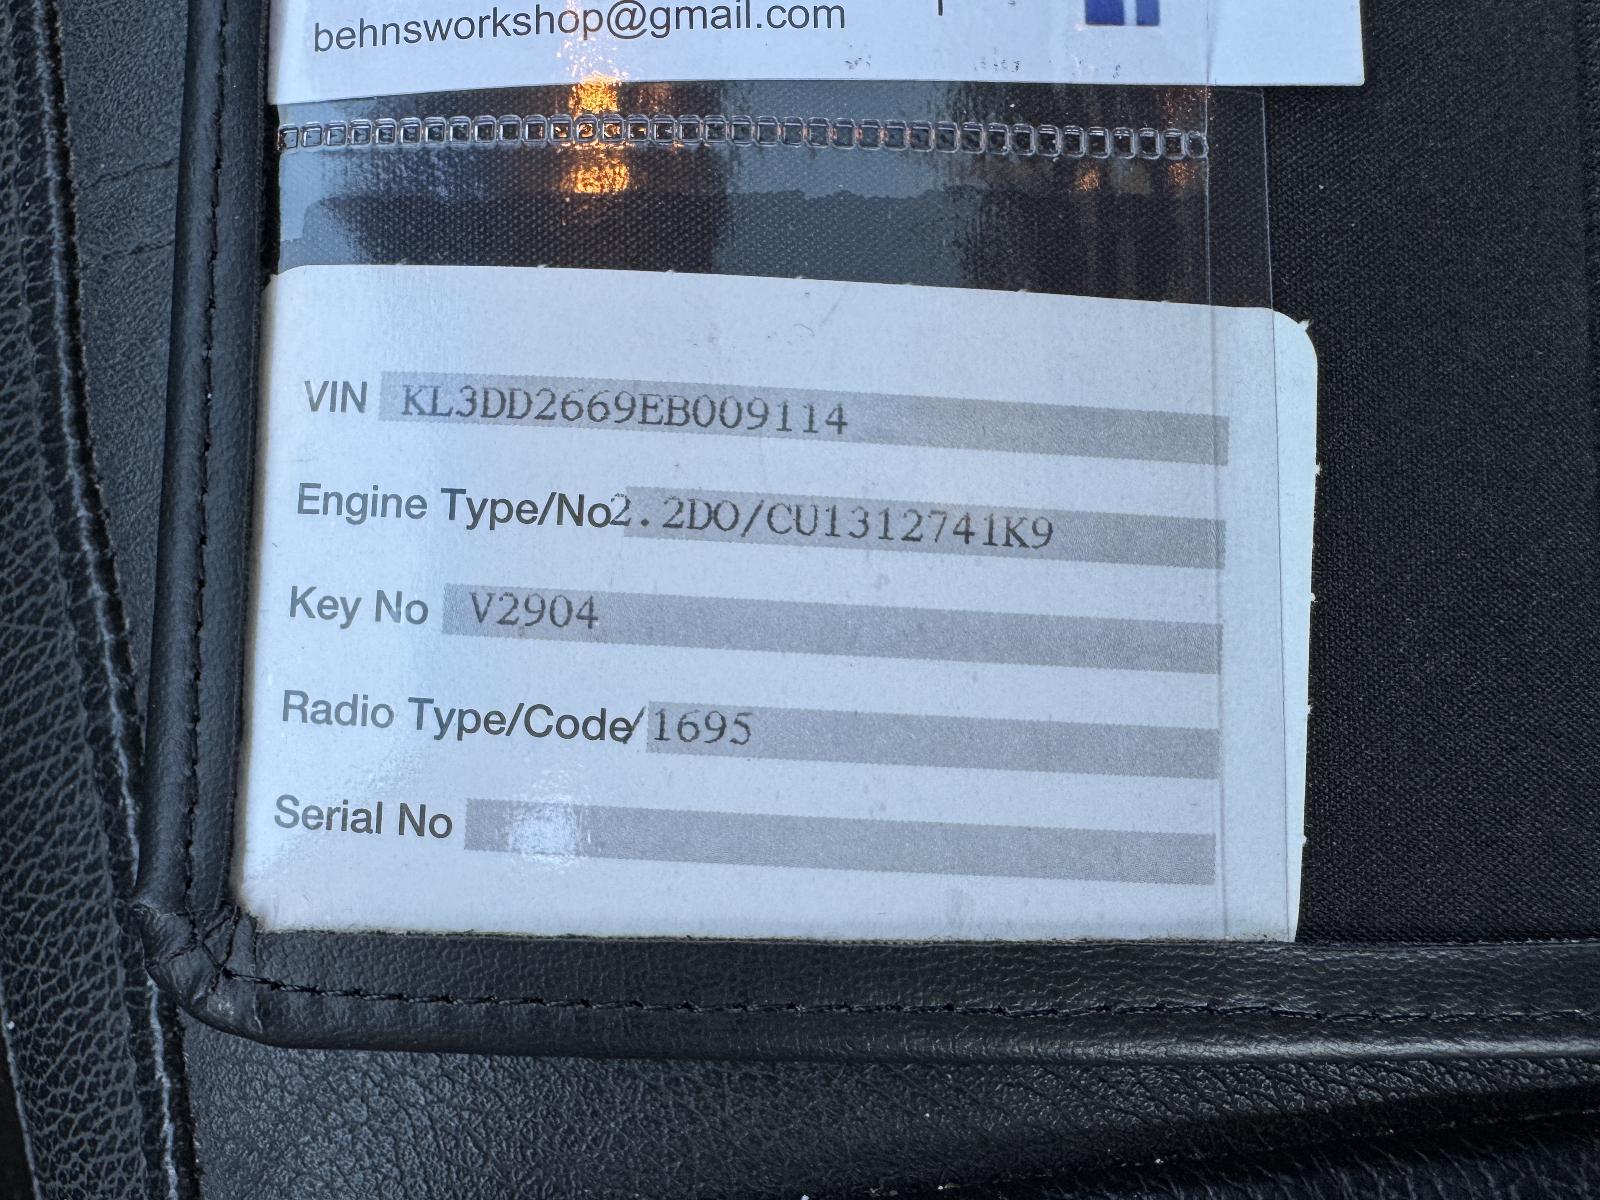 behnsworkshop@gmail.com
VIN KL3DD2669EB009114
Engine Type/No2.2DO/CU1312741K9
Key No V2904
Radio Type/Code/1695
Serial No